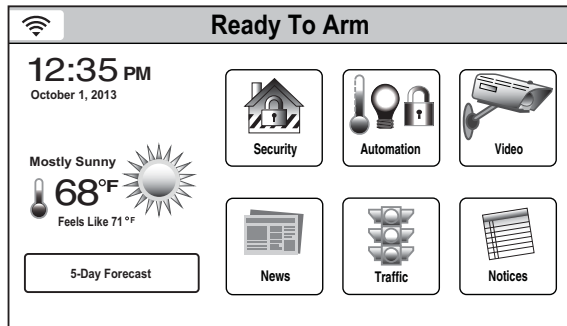 Ready To Arm
12:35 PM
October 1, 2013
Mostly Sunny
68°F
Feels Like 71°F
5-Day Forecast
Security
Automation
Video
News
Traffic
Notices